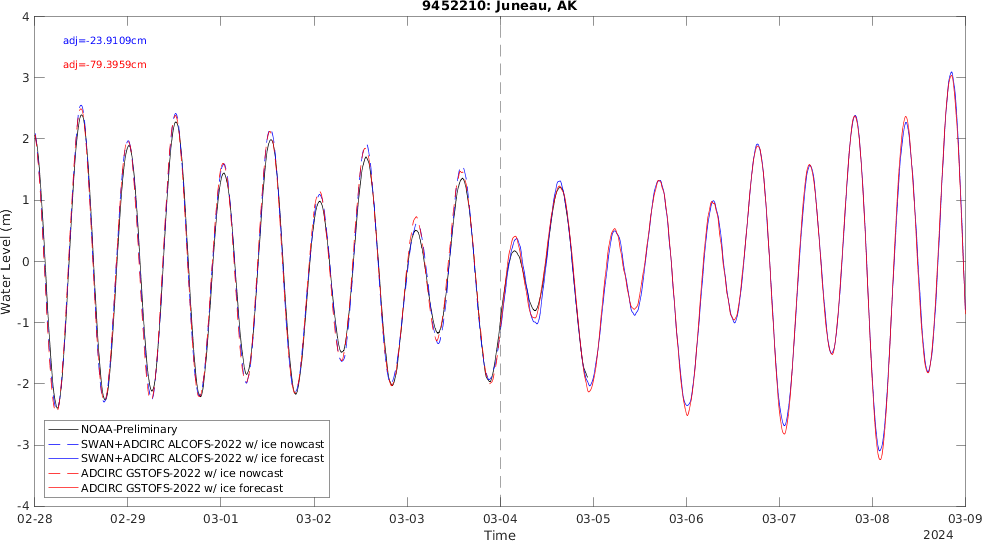 9452210: Juneau, AK
adj=-23.9109cm
adj=-79.3959cm
Water Level (m)
4
3
2
1
0
-1
-2
-3
-4
NOAA-Preliminary
SWAN+ADCIRC ALCOFS-2022 w/ ice nowcast
SWAN+ADCIRC ALCOFS-2022 w/ ice forecast
ADCIRC GSTOFS-2022 w/ ice nowcast
ADCIRC GSTOFS-2022 w/ ice forecast
02-28 02-29 03-01 03-02 03-03 03-04 03-05 03-06 03-07 03-08 03-09
Time
2024